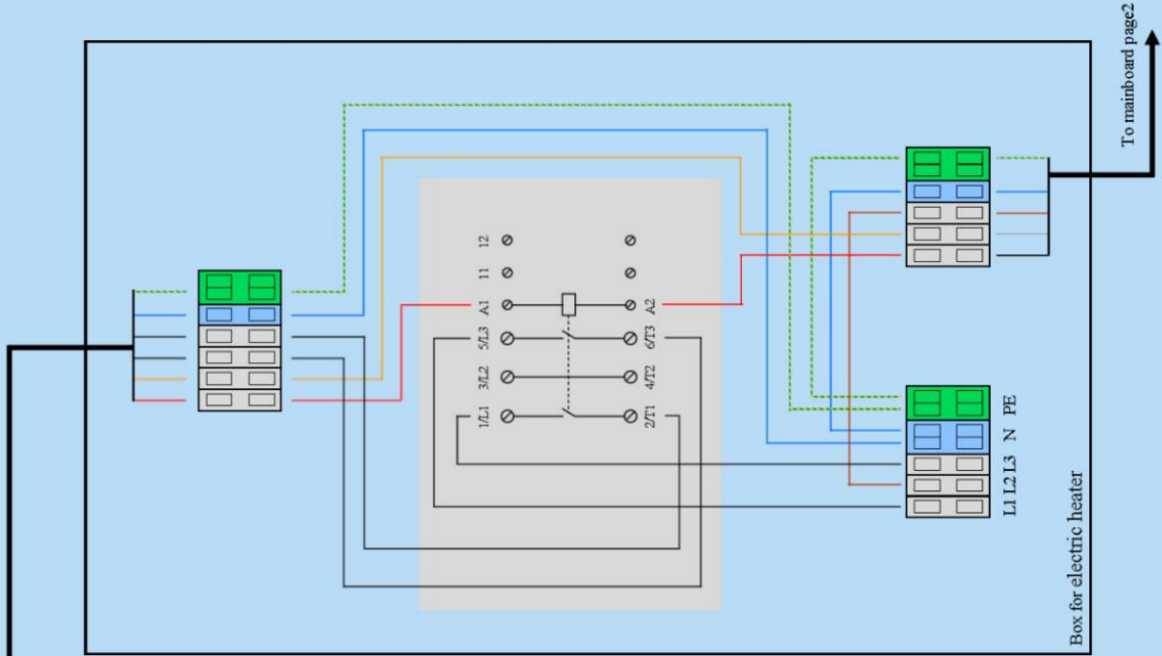 To mainboard page2
12
11
A1
A2
5/L3
6/T3
3/L2
4/T2
1/L1
2/T1
PE
N
L3
L2
L1
Box for electric heater